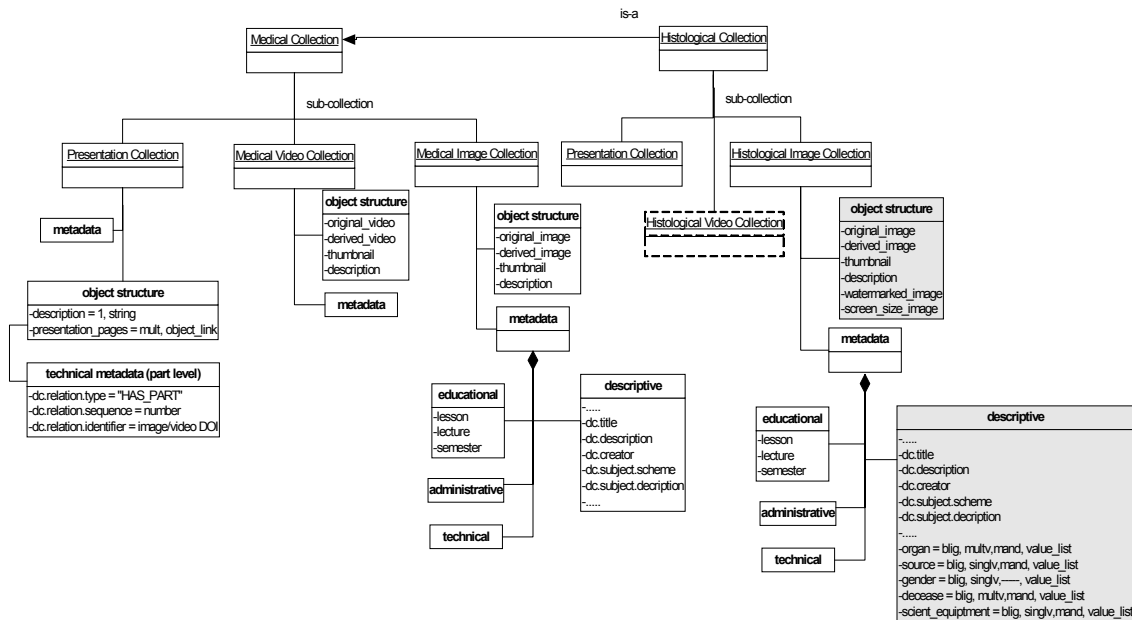 is-a
Medical Collection
Histological Collection
sub-collection
sub-collection
Presentation Collection
Medical Video Collection
Medical Image Collection
Presentation Collection
Histological Image Collection
metadata
object structure
-original_video
-derived_video
-thumbnail
-description
metadata
object structure
-original_image
-derived_image
-thumbnail
-description
metadata
Histological Video Collection
object structure
-original_image
-derived_image
-thumbnail
-description
-watermarked_image
-screen_size_image
metadata
object structure
-description = 1, string
-presentation_pages = mult, object_link
technical metadata (part level)
-dc.relation.type = "HAS_PART"
-dc.relation.sequence = number
-dc.relation.identifier = image/video DOI
educational
-lesson
-lecture
-semester
administrative
technical
descriptive
-.....
-dc.title
-dc.description
-dc.creator
-dc.subject.scheme
-dc.subject.decription
-.....
educational
-lesson
-lecture
-semester
administrative
technical
descriptive
-.....
-dc.title
-dc.description
-dc.creator
-dc.subject.scheme
-dc.subject.decription
-.....
-organ = blig, multv,mand, value_list
-source = blig, singlv,mand, value_list
-gender = blig, singlv,-----, value_list
-decease = blig, multv,mand, value_list
-scient_equiptment = blig, singlv,mand, value_list